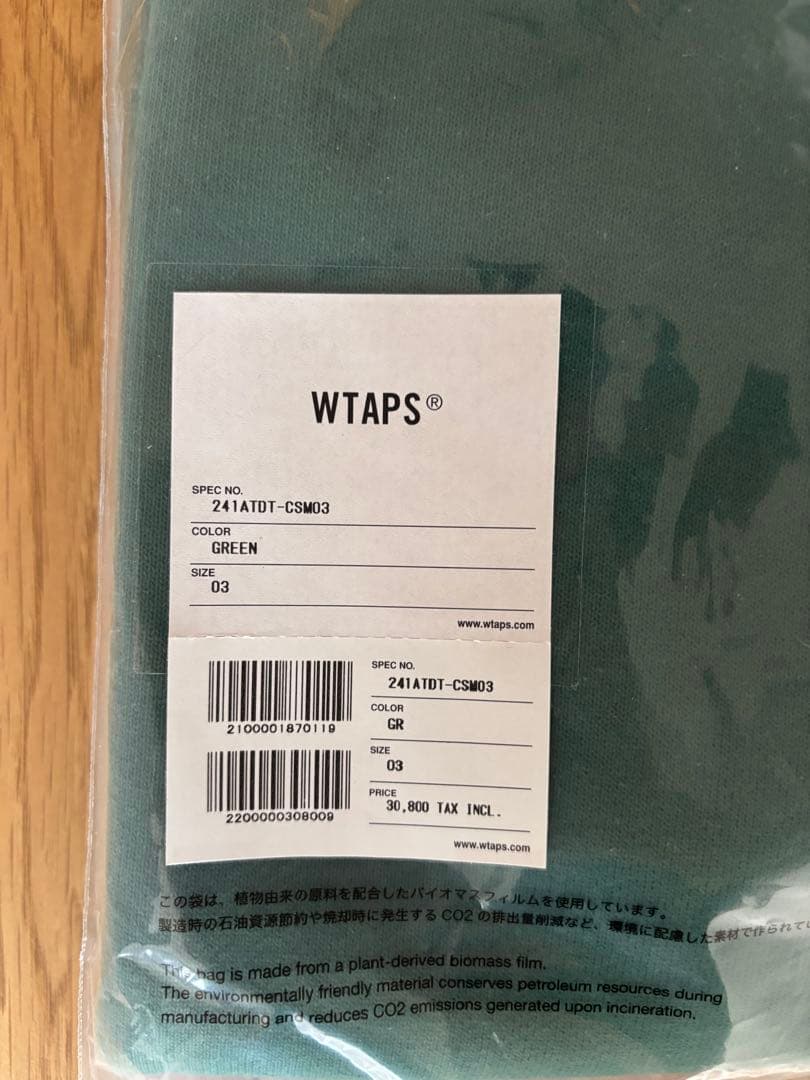 WTAPS®
SPEC NO.
241ATDT-CSM03
COLOR
GREEN
SIZE
03
www.wtaps.com
SPEC NO.
241ATDT-CSM03
COLOR
GR
SIZE
03
PRICE
30,800 TAX INCL.
www.wtaps.com
2100001870119
2200000308009
この袋は、植物由来の原料を配合したバイオマスフィルムを使用しています。
製造時の石油資源節約や焼却時に発生するCO2の排出量削減など、環境に配慮した素材で作られてい
This bag is made from a plant-derived biomass film.
The environmentally friendly material conserves petroleum resources during
manufacturing and reduces CO2 emissions generated upon incineration.